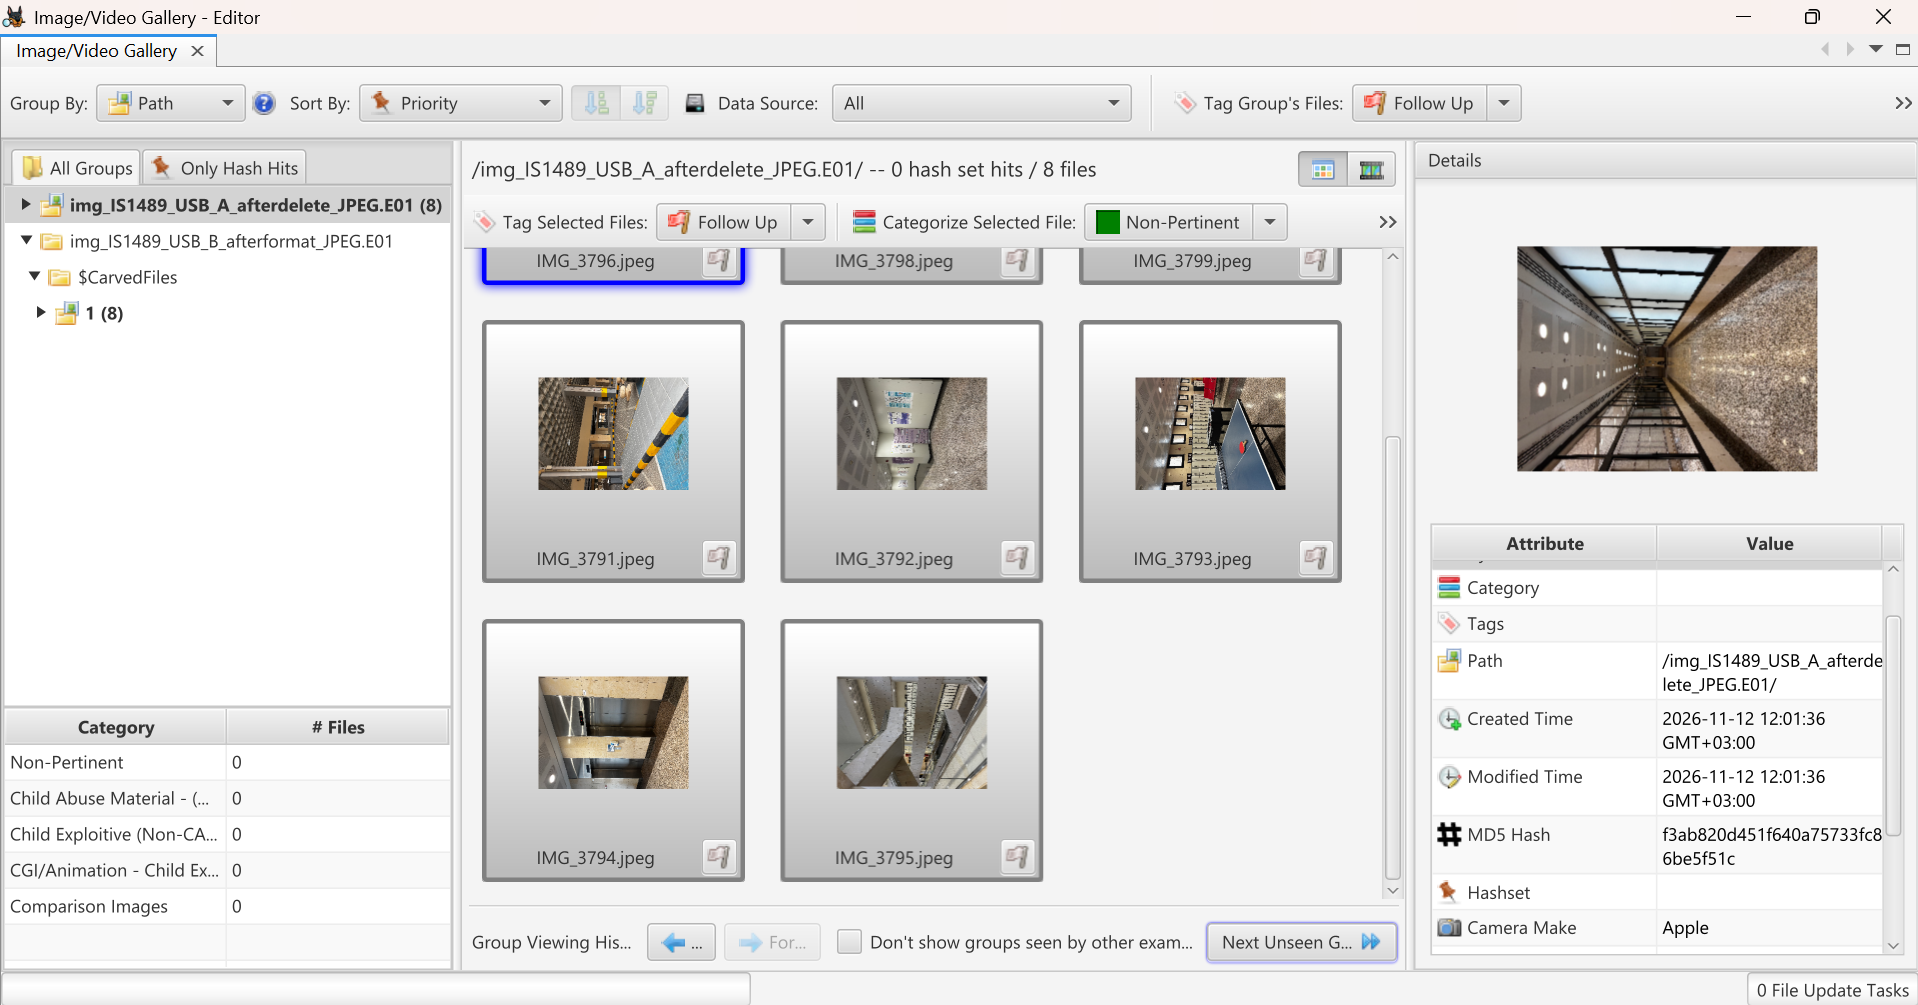 Image/Video Gallery - Editor
Image/Video Gallery
Group By: Path Sort By: Priority Data Source: All Tag Group's Files: Follow Up
All Groups Only Hash Hits
img_IS1489_USB_A_afterdelete_JPEG.E01 (8)
img_IS1489_USB_B_afterformat_JPEG.E01
$CarvedFiles
1 (8)
Category # Files
Non-Pertinent 0
Child Abuse Material - (... 0
Child Exploitive (Non-CA... 0
CGI/Animation - Child Ex... 0
Comparison Images 0
/img_IS1489_USB_A_afterdelete_JPEG.E01/ -- 0 hash set hits / 8 files
Tag Selected Files: Follow Up Categorize Selected File: Non-Pertinent
IMG_3796.jpeg IMG_3798.jpeg IMG_3799.jpeg
IMG_3791.jpeg IMG_3792.jpeg IMG_3793.jpeg
IMG_3794.jpeg IMG_3795.jpeg
Group Viewing His... ... For... Don't show groups seen by other exam... Next Unseen G...
Details
Attribute Value
Category
Tags
Path /img_IS1489_USB_A_afterde
lete_JPEG.E01/
Created Time 2026-11-12 12:01:36
GMT+03:00
Modified Time 2026-11-12 12:01:36
GMT+03:00
MD5 Hash f3ab820d451f640a75733fc8
6be5f51c
Hashset
Camera Make Apple
0 File Update Tasks